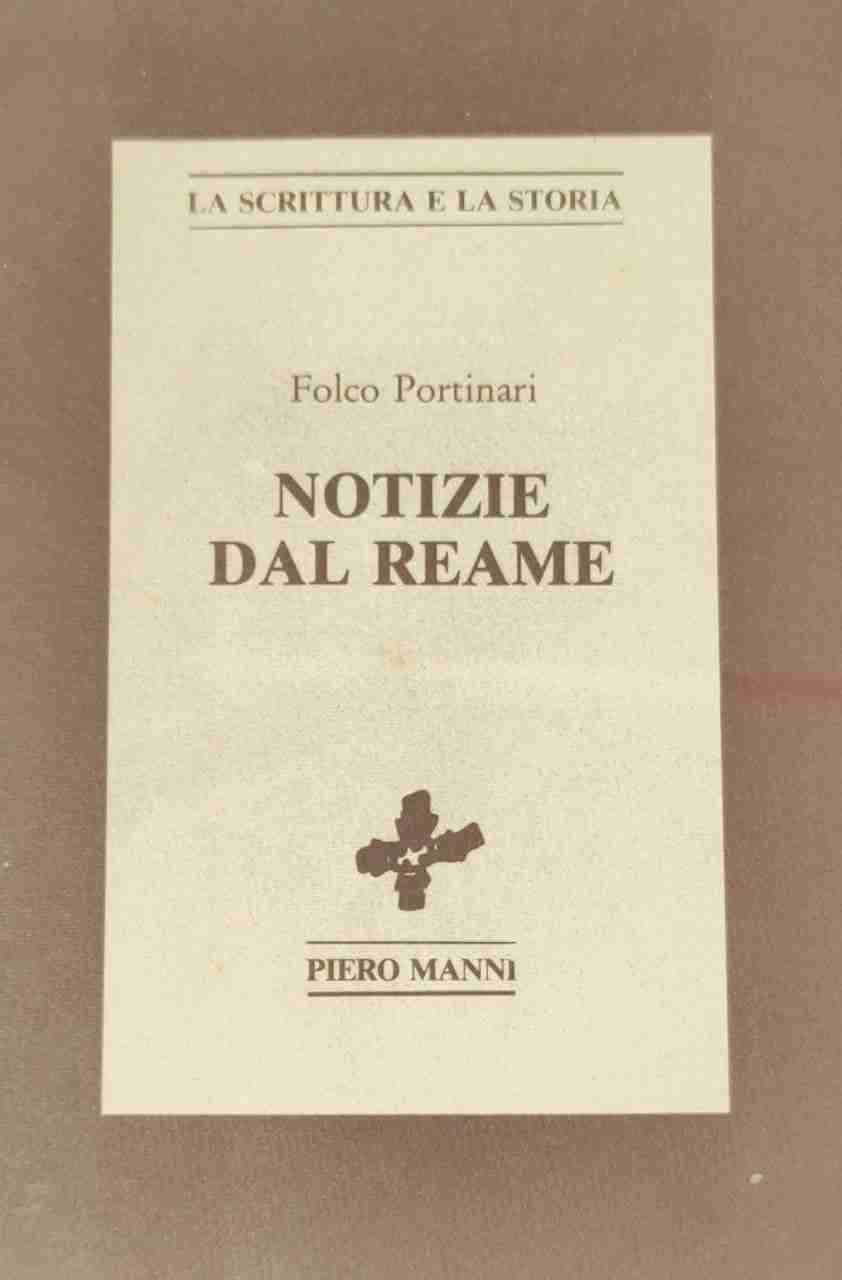 LA SCRITTURA E LA STORIA
Folco Portinari
NOTIZIE
DAL REAME
PIERO MANNI